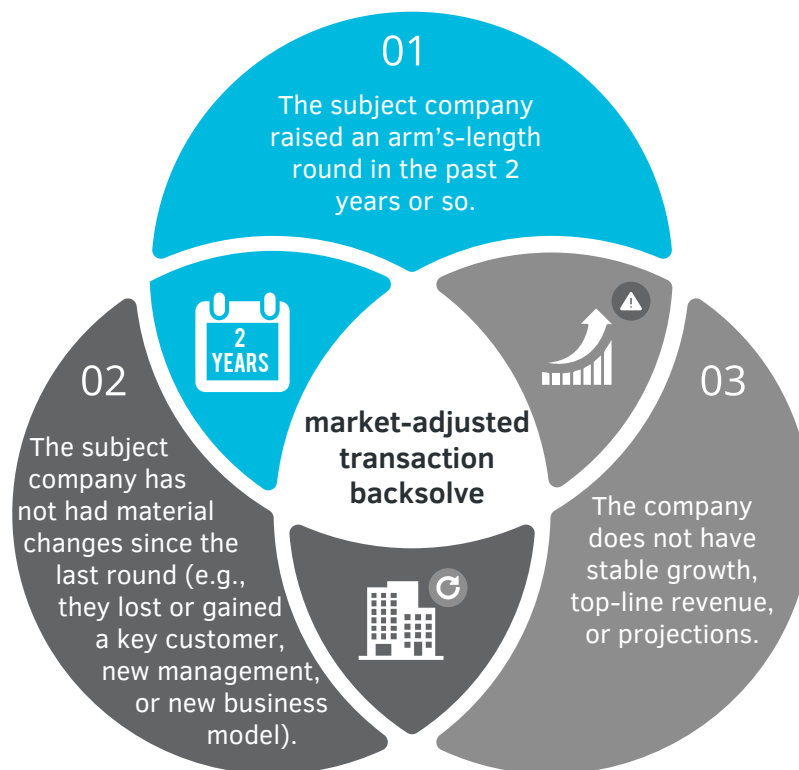 01
The subject company
raised an arm's-length
round in the past 2
years or so.
2
YEARS
02
The subject
company has
not had material
changes since the
last round (e.g.,
they lost or gained
a key customer,
new management,
or new business
model).
market-adjusted
transaction
backsolve
03
The company
does not have
stable growth,
top-line revenue,
or projections.